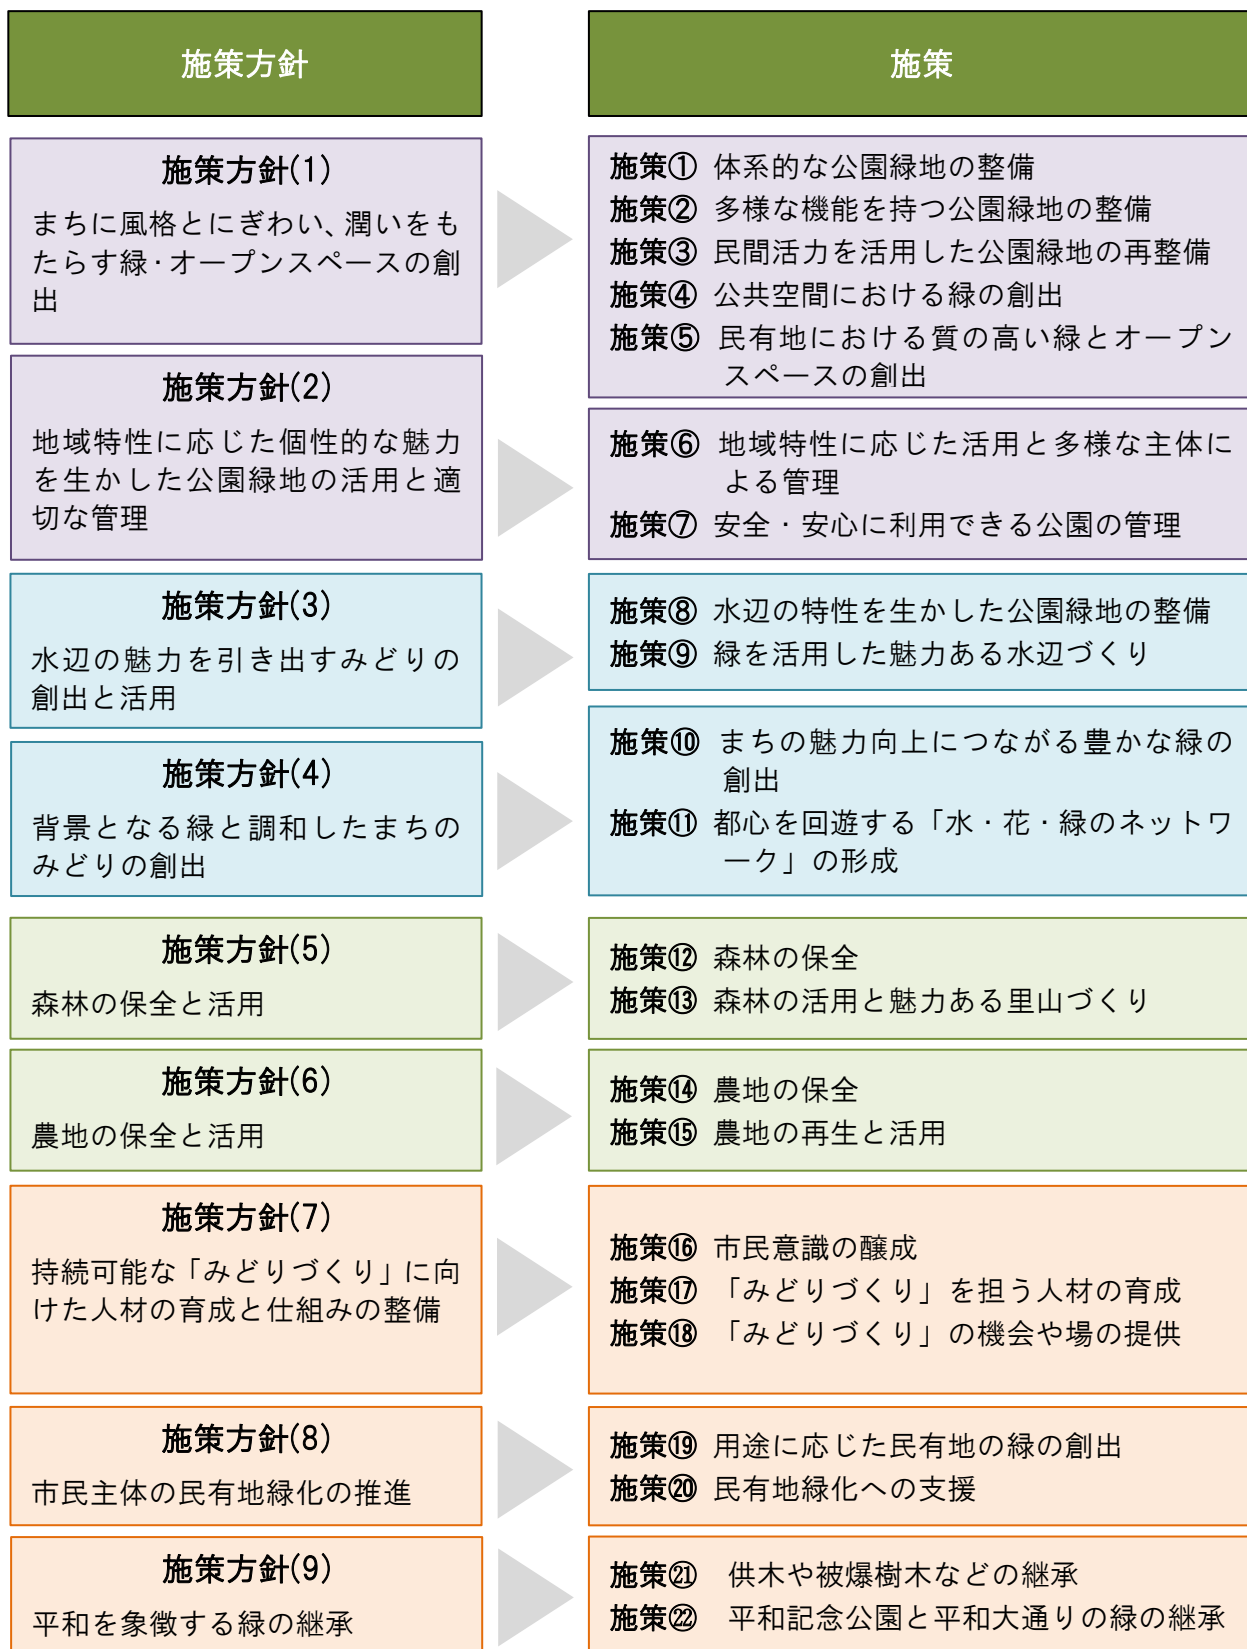 施策方針
施策
施策方針(1)
まちに風格とにぎわい、潤いをも
たらす緑・オープンスペースの創
出
施策① 体系的な公園緑地の整備
施策② 多様な機能を持つ公園緑地の整備
施策③ 民間活力を活用した公園緑地の再整備
施策④ 公共空間における緑の創出
施策⑤ 民有地における質の高い緑とオープン
スペースの創出
施策方針(2)
地域特性に応じた個性的な魅力
を生かした公園緑地の活用と適
切な管理
施策⑥ 地域特性に応じた活用と多様な主体に
よる管理
施策⑦ 安全・安心に利用できる公園の管理
施策方針(3)
水辺の魅力を引き出すみどりの
創出と活用
施策⑧ 水辺の特性を生かした公園緑地の整備
施策⑨ 緑を活用した魅力ある水辺づくり
施策方針(4)
背景となる緑と調和したまちの
みどりの創出
施策⑩ まちの魅力向上につながる豊かな緑の
創出
施策⑪ 都心を回遊する「水・花・緑のネットワ
ーク」の形成
施策方針(5)
森林の保全と活用
施策⑫ 森林の保全
施策⑬ 森林の活用と魅力ある里山づくり
施策方針(6)
農地の保全と活用
施策⑭ 農地の保全
施策⑮ 農地の再生と活用
施策方針(7)
持続可能な「みどりづくり」に向
けた人材の育成と仕組みの整備
施策⑯ 市民意識の醸成
施策⑰ 「みどりづくり」を担う人材の育成
施策⑱ 「みどりづくり」の機会や場の提供
施策方針(8)
市民主体の民有地緑化の推進
施策⑲ 用途に応じた民有地の緑の創出
施策⑳ 民有地緑化への支援
施策方針(9)
平和を象徴する緑の継承
施策㉑ 供木や被爆樹木などの継承
施策㉒ 平和記念公園と平和大通りの緑の継承